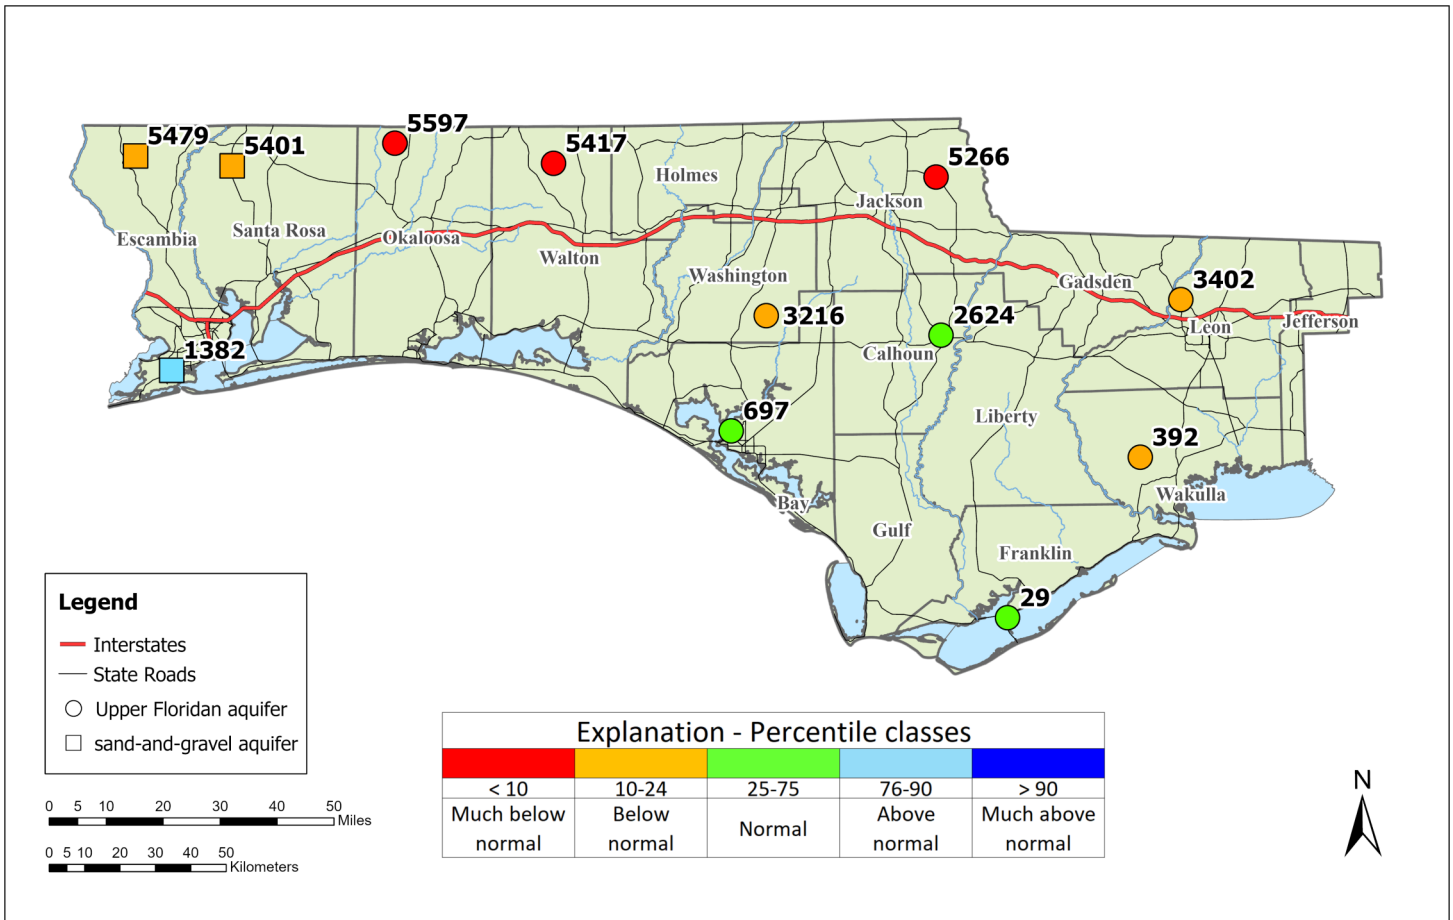 5479
5401
5597
5417
5266
Holmes
Jackson
Escambia
Santa Rosa
Okaloosa
Walton
Washington
Gadsden
3402
Leon
Jefferson
3216
2624
Calhoun
1382
697
Liberty
392
Wakulla
Bay
Gulf
Franklin
29
Legend
Interstates
State Roads
Upper Floridan aquifer
sand-and-gravel aquifer
0 5 10 20 30 40 50
Miles
0 5 10 20 30 40 50
Kilometers
Explanation - Percentile classes
< 10 10-24 25-75 76-90 > 90
Much below normal
Below normal
Normal
Above normal
Much above normal
N